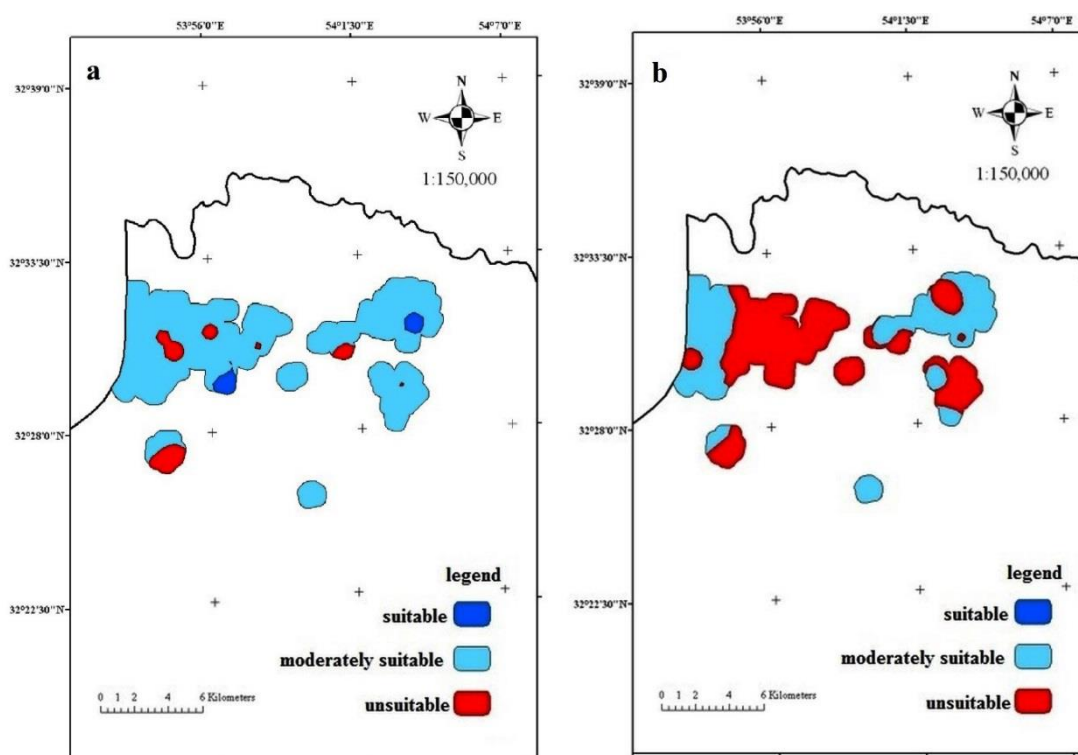 53°56'0"E 54°1'30"E 54°7'0"E
a
32°39'0"N
N
W E
S
1:150,000
32°33'30"N
32°28'0"N
32°22'30"N
legend
suitable
moderately suitable
unsuitable
0 1 2 4 6 Kilometers
53°56'0"E 54°1'30"E 54°7'0"E
b
32°39'0"N
N
W E
S
1:150,000
32°33'30"N
32°28'0"N
32°22'30"N
legend
suitable
moderately suitable
unsuitable
0 1 2 4 6 Kilometers